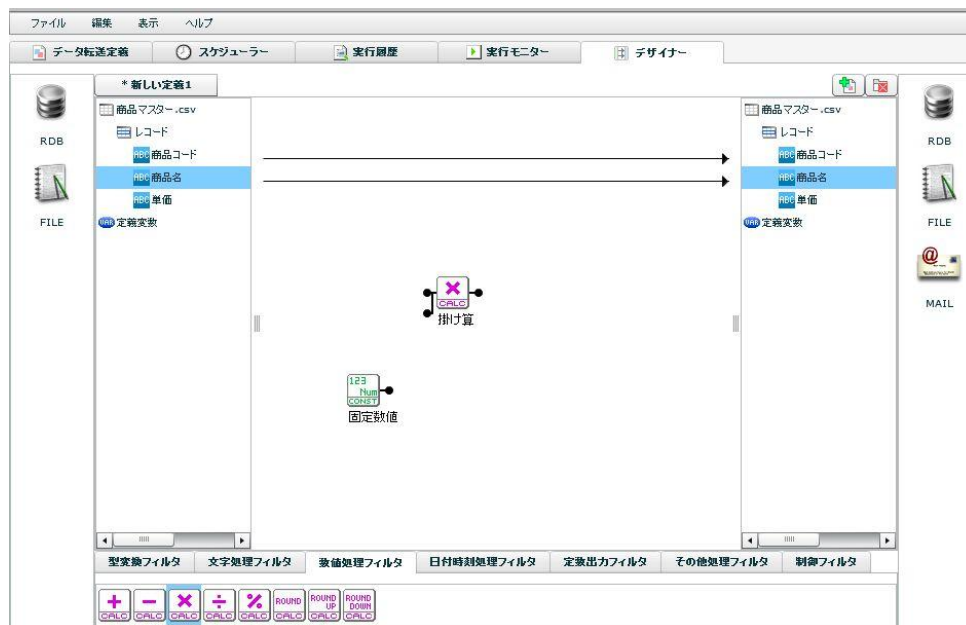 ファイル 編集 表示 ヘルプ
データ転送定義 スケジューラー 実行履歴 実行モニター デザイナー
* 新しい定義1
RDB
FILE
商品マスター.csv
レコード
ABC 商品コード
ABC 商品名
ABC 単価
VAR 定義変数
CALC
掛け算
123
Num
CONST
固定数値
商品マスター.csv
レコード
ABC 商品コード
ABC 商品名
ABC 単価
VAR 定義変数
RDB
FILE
MAIL
型変換フィルタ 文字処理フィルタ 数値処理フィルタ 日付時刻処理フィルタ 定数出力フィルタ その他処理フィルタ 制御フィルタ
+ CALC
- CALC
× CALC
÷ CALC
% CALC
ROUND CALC
ROUND UP CALC
ROUND DOWN CALC